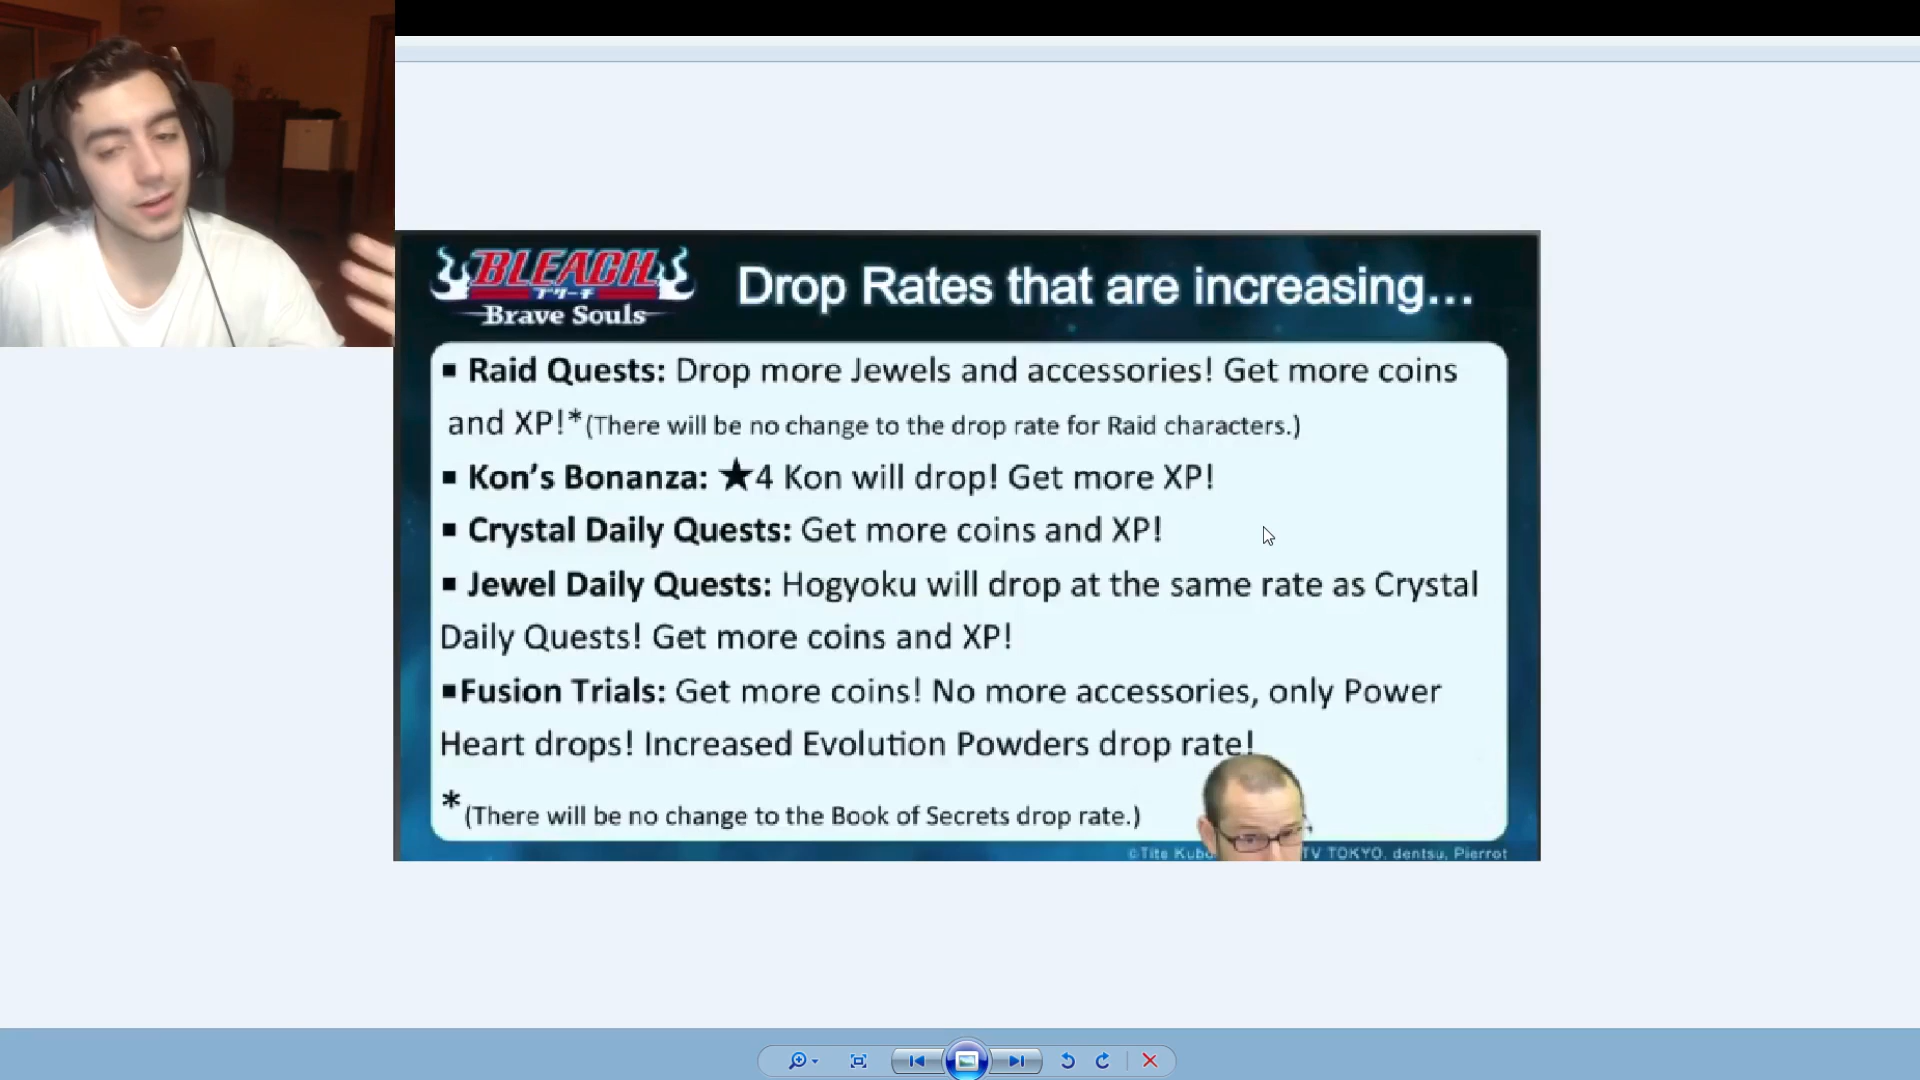 BLEACH
ブリーチ
Brave Souls
Drop Rates that are increasing...
▪ Raid Quests: Drop more Jewels and accessories! Get more coins
and XP!*(There will be no change to the drop rate for Raid characters.)
▪ Kon's Bonanza: ★4 Kon will drop! Get more XP!
▪ Crystal Daily Quests: Get more coins and XP!
▪ Jewel Daily Quests: Hogyoku will drop at the same rate as Crystal
Daily Quests! Get more coins and XP!
▪Fusion Trials: Get more coins! No more accessories, only Power
Heart drops! Increased Evolution Powders drop rate!
*(There will be no change to the Book of Secrets drop rate.)
©Tite Kubo TV TOKYO, dentsu, Pierrot